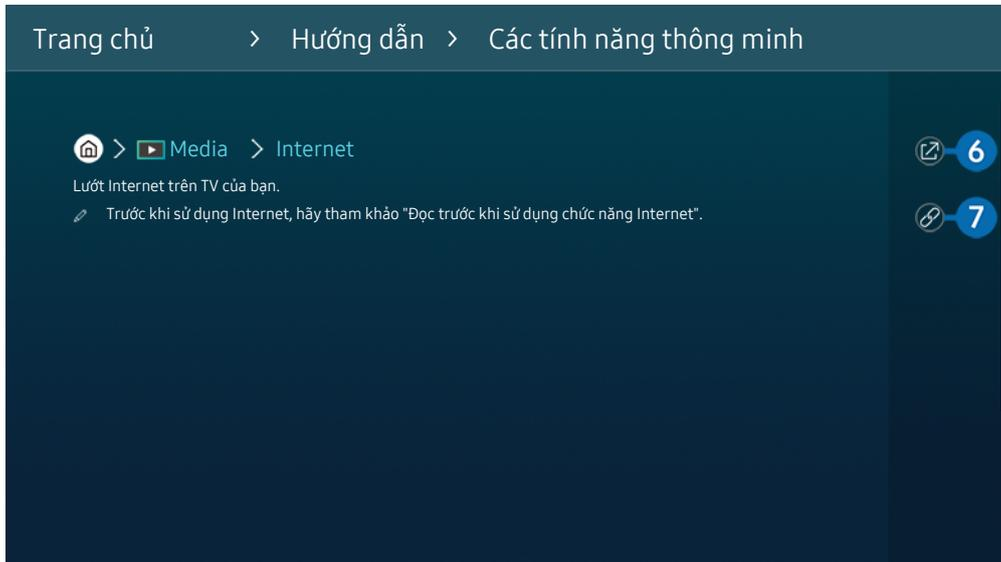 Trang chủ > Hướng dẫn > Các tính năng thông minh
> Media > Internet
6
Lướt Internet trên TV của bạn.
Trước khi sử dụng Internet, hãy tham khảo "Đọc trước khi sử dụng chức năng Internet".
7